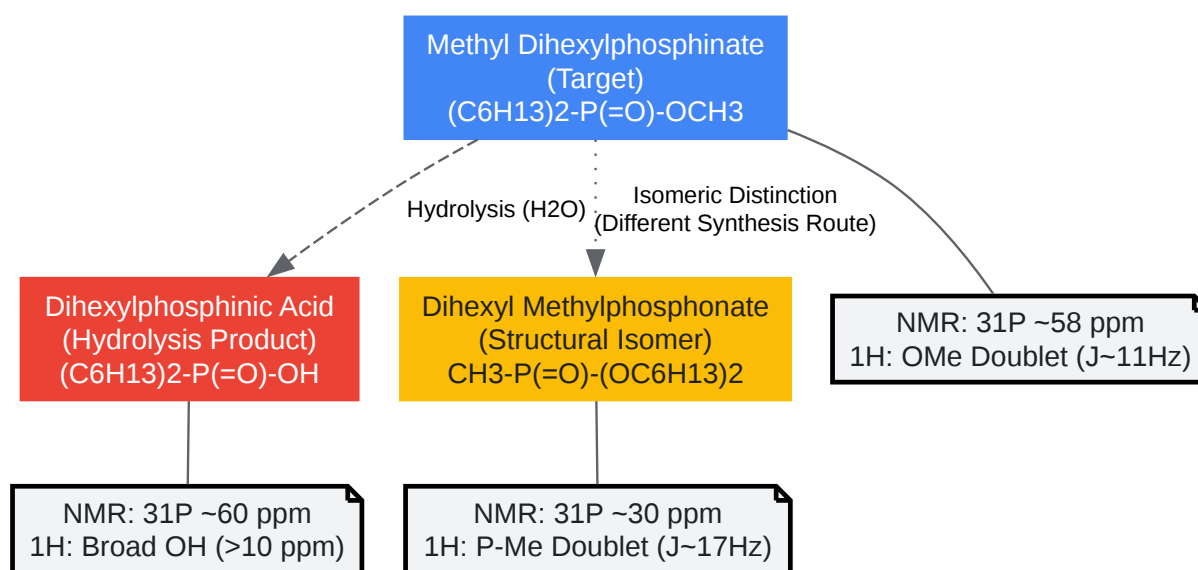 Methyl Dihexylphosphinate
(Target)
(C6H13)2-P(=O)-OCH3
Hydrolysis (H2O)
Isomeric Distinction
(Different Synthesis Route)
Dihexylphosphinic Acid
(Hydrolysis Product)
(C6H13)2-P(=O)-OH
Dihexyl Methylphosphonate
(Structural Isomer)
CH3-P(=O)-(OC6H13)2
NMR: 31P ~58 ppm
1H: OMe Doublet (J~11Hz)
NMR: 31P ~60 ppm
1H: Broad OH (>10 ppm)
NMR: 31P ~30 ppm
1H: P-Me Doublet (J~17Hz)